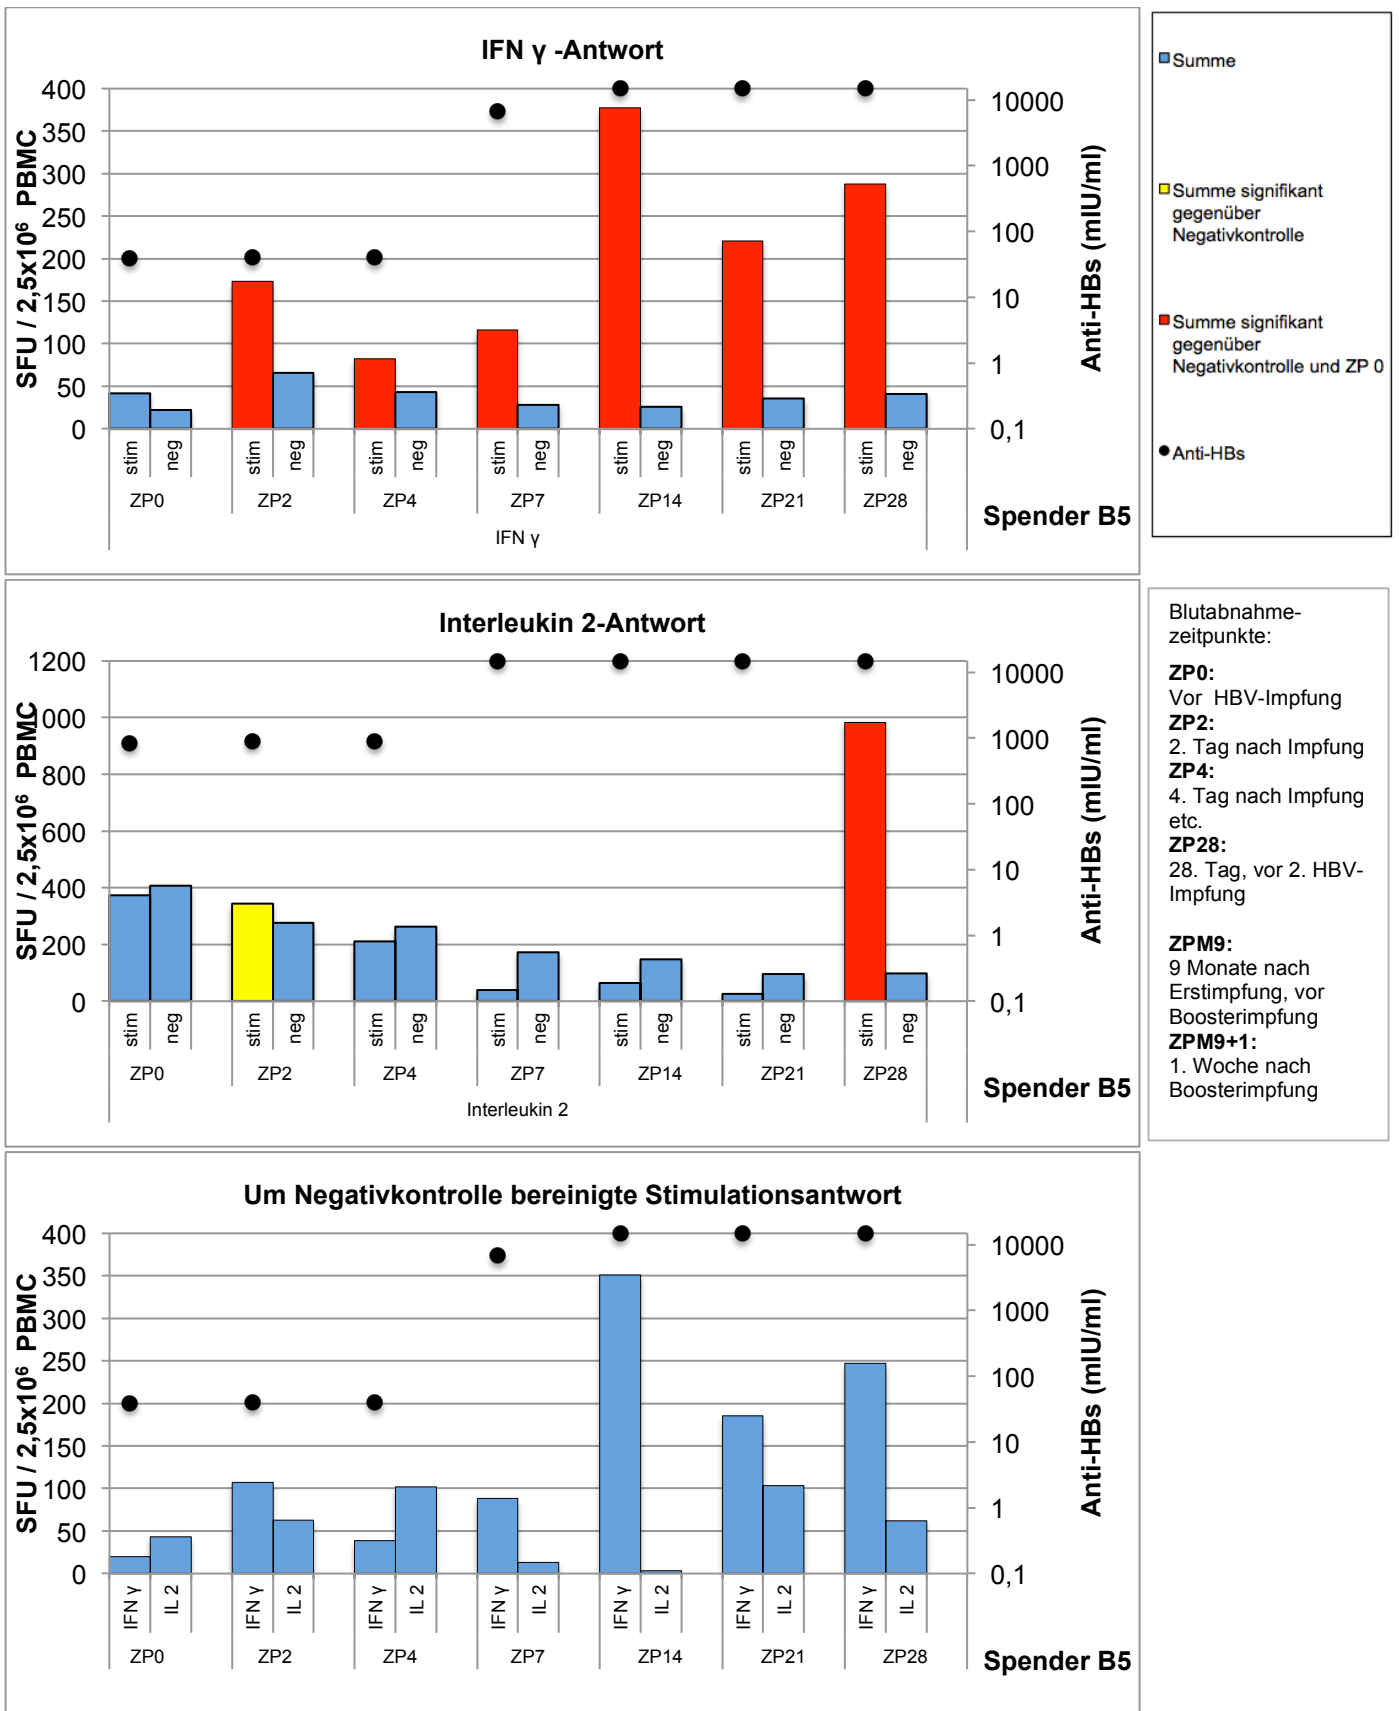 IFN γ -Antwort
SFU / 2,5x10⁶ PBMC
400
350
300
250
200
150
100
50
0
10000
1000
100
10
1
0,1
Anti-HBs (mIU/ml)
stim neg stim neg stim neg stim neg stim neg stim neg stim neg
ZP0 ZP2 ZP4 ZP7 ZP14 ZP21 ZP28
IFN γ
Spender B5
Summe
Summe signifikant
gegenüber
Negativkontrolle
Summe signifikant
gegenüber
Negativkontrolle und ZP 0
Anti-HBs
Interleukin 2-Antwort
SFU / 2,5x10⁶ PBMC
1200
1000
800
600
400
200
0
10000
1000
100
10
1
0,1
Anti-HBs (mIU/ml)
stim neg stim neg stim neg stim neg stim neg stim neg stim neg
ZP0 ZP2 ZP4 ZP7 ZP14 ZP21 ZP28
Interleukin 2
Spender B5
Blutabnahme-
zeitpunkte:
ZP0:
Vor HBV-Impfung
ZP2:
2. Tag nach Impfung
ZP4:
4. Tag nach Impfung
etc.
ZP28:
28. Tag, vor 2. HBV-
Impfung
ZPM9:
9 Monate nach
Erstimpfung, vor
Boosterimpfung
ZPM9+1:
1. Woche nach
Boosterimpfung
Um Negativkontrolle bereinigte Stimulationsantwort
SFU / 2,5x10⁶ PBMC
400
350
300
250
200
150
100
50
0
10000
1000
100
10
1
0,1
Anti-HBs (mIU/ml)
IFN γ IL 2 IFN γ IL 2 IFN γ IL 2 IFN γ IL 2 IFN γ IL 2 IFN γ IL 2 IFN γ IL 2
ZP0 ZP2 ZP4 ZP7 ZP14 ZP21 ZP28
Spender B5